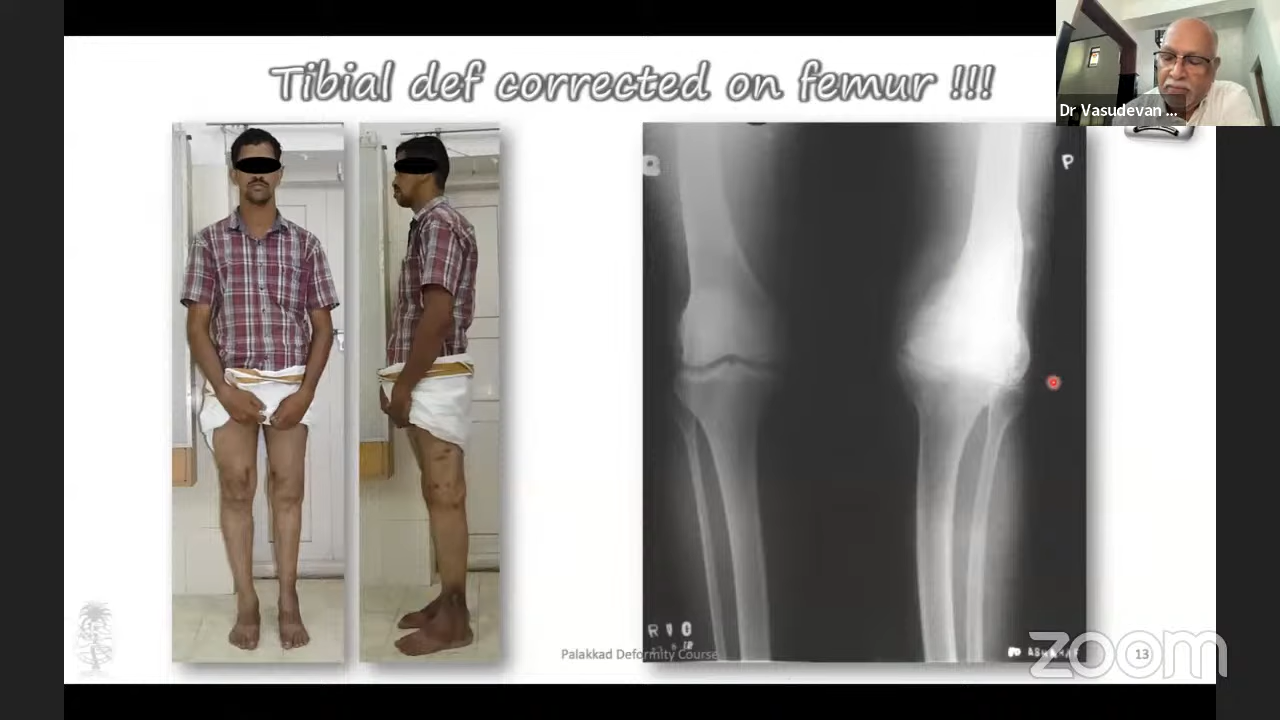 Tibial def corrected on femur !!!
Dr Vasudevan ...
R
P
R I O
Palakkad Deformity Course
13
zoom